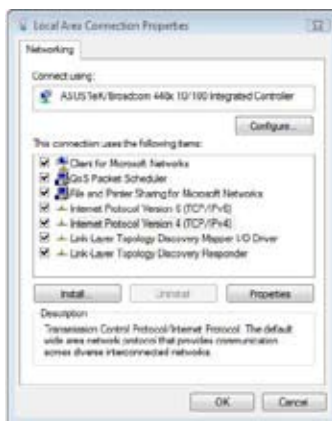 Local Area Connection Properties
Networking
Connect using:
ASUSTeK/Broadcom 440x 10/100 Integrated Controller
Configure...
This connection uses the following items:
Client for Microsoft Networks
QoS Packet Scheduler
File and Printer Sharing for Microsoft Networks
Internet Protocol Version 6 (TCP/IPv6)
Internet Protocol Version 4 (TCP/IPv4)
Link-Layer Topology Discovery Mapper I/O Driver
Link-Layer Topology Discovery Responder
Install...
Uninstall
Properties
Description
Transmission Control Protocol/Internet Protocol. The default
wide area network protocol that provides communication
across diverse interconnected networks.
OK
Cancel